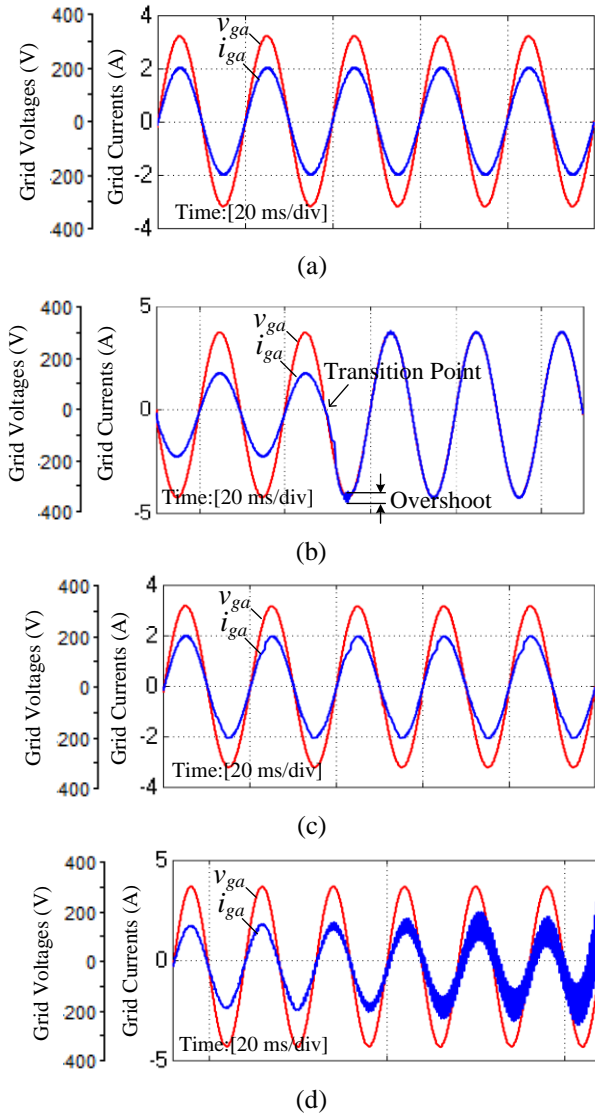 Grid Voltages (V)
400
200
0
200
400
Grid Currents (A)
4
2
0
-2
-4
v_ga
i_ga
Time:[20 ms/div]
(a)
Grid Voltages (V)
400
200
0
200
400
Grid Currents (A)
5
0
-5
v_ga
i_ga
Transition Point
Overshoot
Time:[20 ms/div]
(b)
Grid Voltages (V)
400
200
0
200
400
Grid Currents (A)
4
2
0
-2
-4
v_ga
i_ga
Time:[20 ms/div]
(c)
Grid Voltages (V)
400
200
0
200
400
Grid Currents (A)
5
0
-5
v_ga
i_ga
Time:[20 ms/div]
(d)